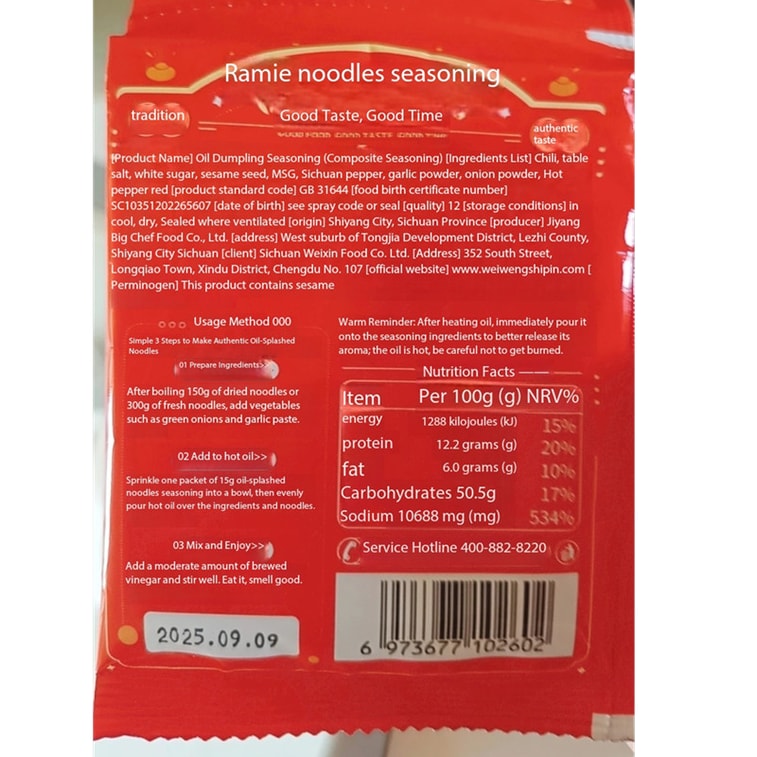 Ramie noodles seasoning
tradition
Good Taste, Good Time
authentic
taste
[Product Name] Oil Dumpling Seasoning (Composite Seasoning) [Ingredients List] Chili, table
salt, white sugar, sesame seed, MSG, Sichuan pepper, garlic powder, onion powder, Hot
pepper red [product standard code] GB 31644 [food birth certificate number]
SC10351202265607 [date of birth] see spray code or seal [quality] 12 [storage conditions] in
cool, dry, Sealed where ventilated [origin] Shiyang City, Sichuan Province [producer] Jiyang
Big Chef Food Co., Ltd. [address] West suburb of Tongjia Development District, Lezhi County,
Shiyang City Sichuan [client] Sichuan Weixin Food Co. Ltd. [Address] 352 South Street,
Longqiao Town, Xindu District, Chengdu No. 107 [official website] www.weiwengshipin.com [
Perminogen] This product contains sesame
Usage Method 000
Simple 3 Steps to Make Authentic Oil-Splashed
Noodles
01 Prepare Ingredients>>
After boiling 150g of dried noodles or
300g of fresh noodles, add vegetables
such as green onions and garlic paste.
02 Add to hot oil>>
Sprinkle one packet of 15g oil-splashed
noodles seasoning into a bowl, then evenly
pour hot oil over the ingredients and noodles.
03 Mix and Enjoy>>
Add a moderate amount of brewed
vinegar and stir well. Eat it, smell good.
2025.09.09
Warm Reminder: After heating oil, immediately pour it
onto the seasoning ingredients to better release its
aroma; the oil is hot, be careful not to get burned.
Nutrition Facts
Item Per 100g (g) NRV%
energy 1288 kilojoules (kJ) 15%
protein 12.2 grams (g) 20%
fat 6.0 grams (g) 10%
Carbohydrates 50.5g 17%
Sodium 10688 mg (mg) 534%
Service Hotline 400-882-8220
6 973677 102602